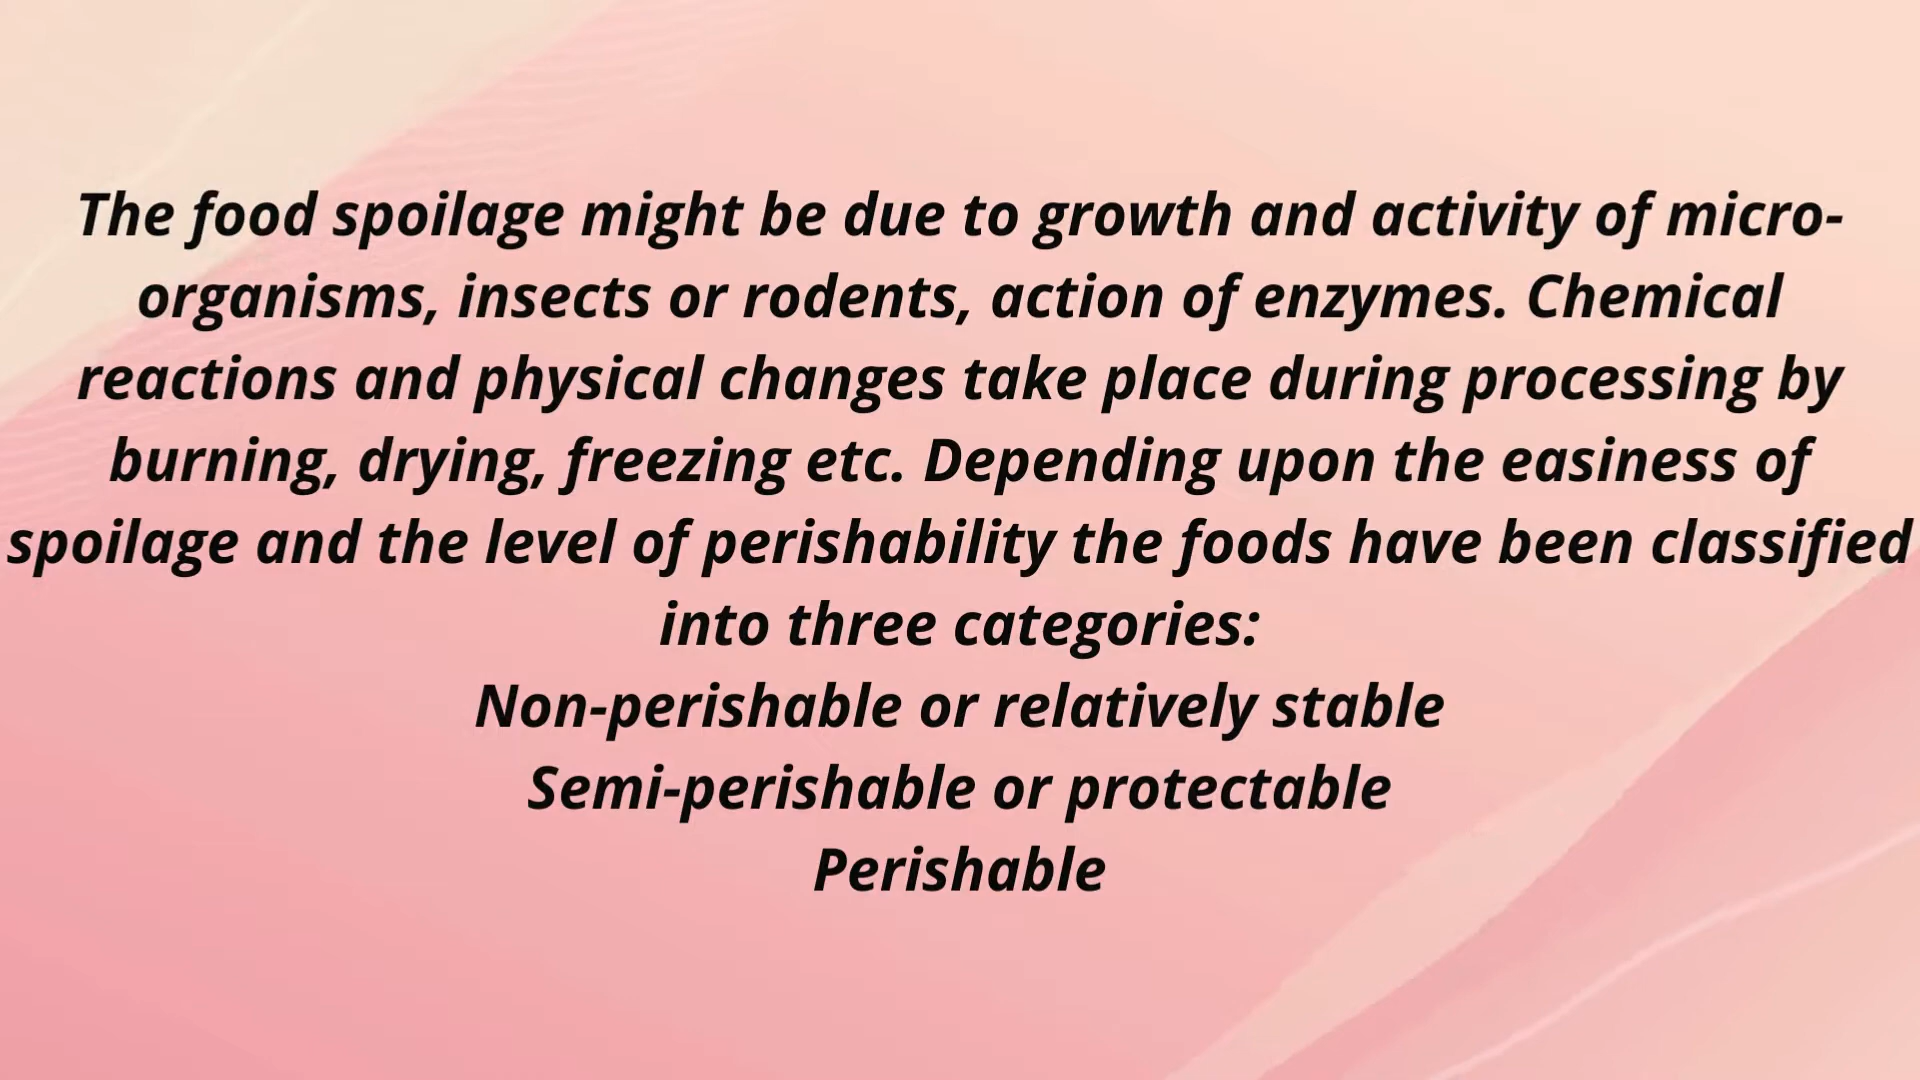 The food spoilage might be due to growth and activity of micro-
organisms, insects or rodents, action of enzymes. Chemical
reactions and physical changes take place during processing by
burning, drying, freezing etc. Depending upon the easiness of
spoilage and the level of perishability the foods have been classified
into three categories:
Non-perishable or relatively stable
Semi-perishable or protectable
Perishable